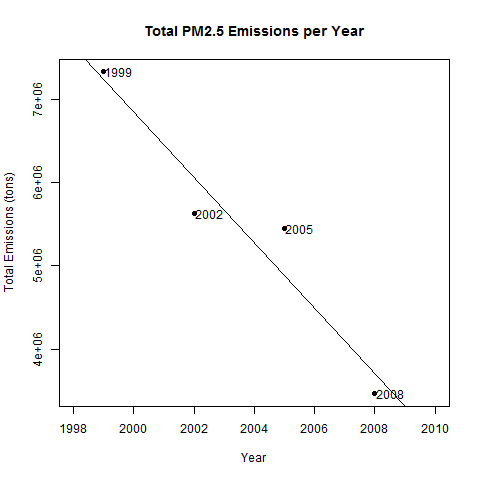 Total PM2.5 Emissions per Year
Total Emissions (tons)
7e+06
6e+06
5e+06
4e+06
1999
2002
2005
2008
1998 2000 2002 2004 2006 2008 2010
Year